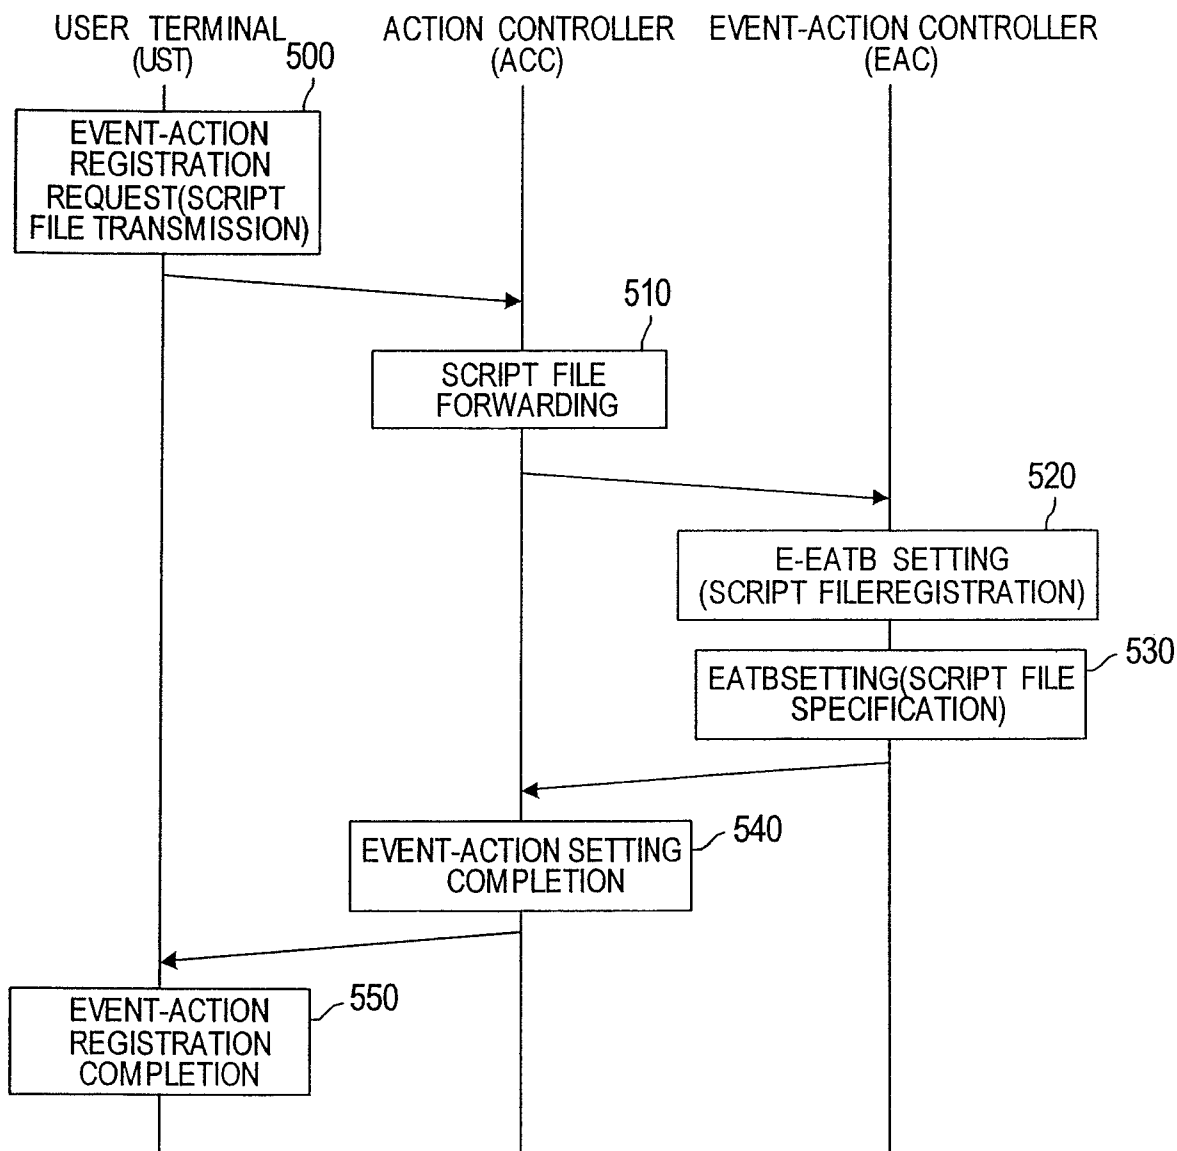 USER TERMINAL
(UST)
ACTION CONTROLLER
(ACC)
EVENT-ACTION CONTROLLER
(EAC)
500
EVENT-ACTION
REGISTRATION
REQUEST(SCRIPT
FILE TRANSMISSION)
510
SCRIPT FILE
FORWARDING
520
E-EATB SETTING
(SCRIPT FILEREGISTRATION)
530
EATBSETTING(SCRIPT FILE
SPECIFICATION)
540
EVENT-ACTION SETTING
COMPLETION
550
EVENT-ACTION
REGISTRATION
COMPLETION